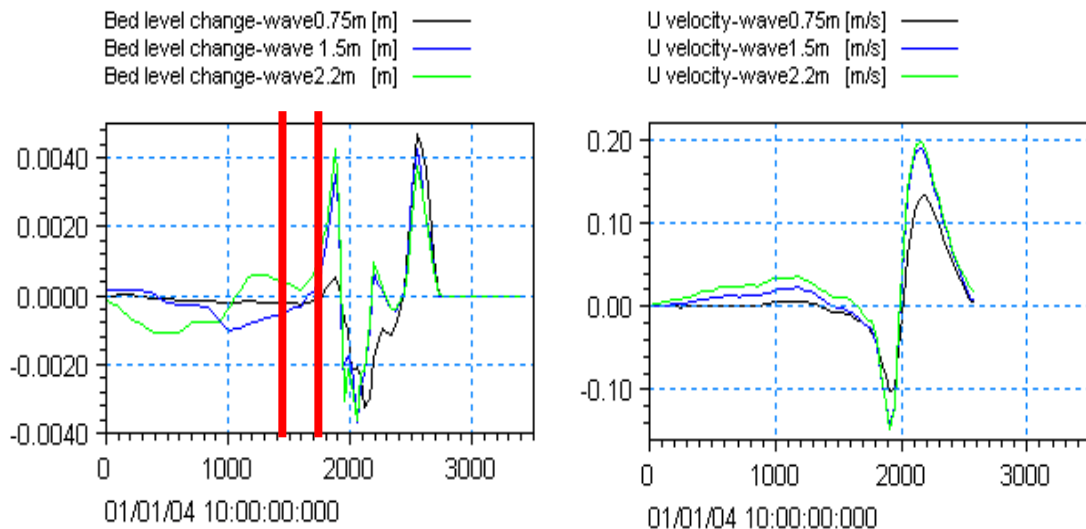 Bed level change-wave0.75m [m]
Bed level change-wave 1.5m [m]
Bed level change-wave2.2m [m]
0.0040
0.0020
0.0000
-0.0020
-0.0040
0 1000 2000 3000
01/01/04 10:00:00:000
U velocity-wave0.75m [m/s]
U velocity-wave1.5m [m/s]
U velocity-wave2.2m [m/s]
0.20
0.10
0.00
-0.10
0 1000 2000 3000
01/01/04 10:00:00:000